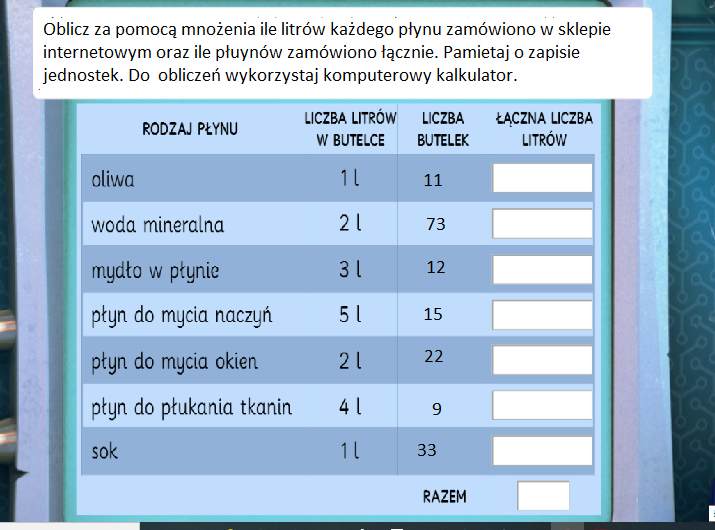 Oblicz za pomocą mnożenia ile litrów każdego płynu zamówiono w sklepie
internetowym oraz ile płuynów zamówiono łącznie. Pamietaj o zapisie
jednostek. Do obliczeń wykorzystaj komputerowy kalkulator.
RODZAJ PŁYNU LICZBA LITRÓW W BUTELCE LICZBA BUTELEK ŁĄCZNA LICZBA LITRÓW
oliwa 1 l 11
woda mineralna 2 l 73
mydło w płynie 3 l 12
płyn do mycia naczyń 5 l 15
płyn do mycia okien 2 l 22
płyn do płukania tkanin 4 l 9
sok 1 l 33
RAZEM